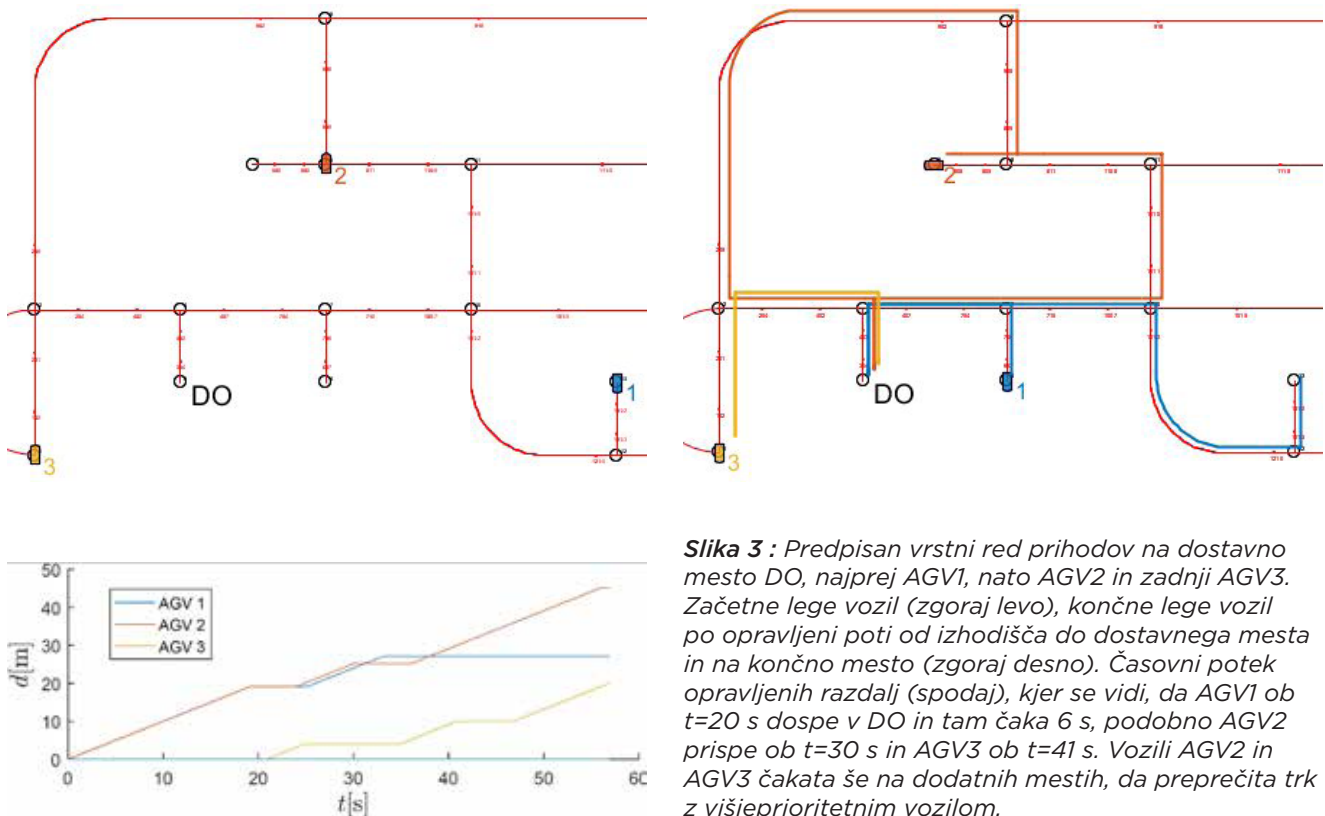 2
DO
1
3
2
DO
1
3
50
40
30
20
10
0
d[m]
AGV 1
AGV 2
AGV 3
0
10
20
30
40
50
60
t[s]
Slika 3 : Predpisan vrstni red prihodov na dostavno
mesto DO, najprej AGV1, nato AGV2 in zadnji AGV3.
Začetne lege vozil (zgoraj levo), končne lege vozil
po opravljeni poti od izhodišča do dostavnega mesta
in na končno mesto (zgoraj desno). Časovni potek
opravljenih razdalj (spodaj), kjer se vidi, da AGV1 ob
t=20 s dospe v DO in tam čaka 6 s, podobno AGV2
prispe ob t=30 s in AGV3 ob t=41 s. Vozili AGV2 in
AGV3 čakata še na dodatnih mestih, da preprečita trk
z višjeprioritetnim vozilom.